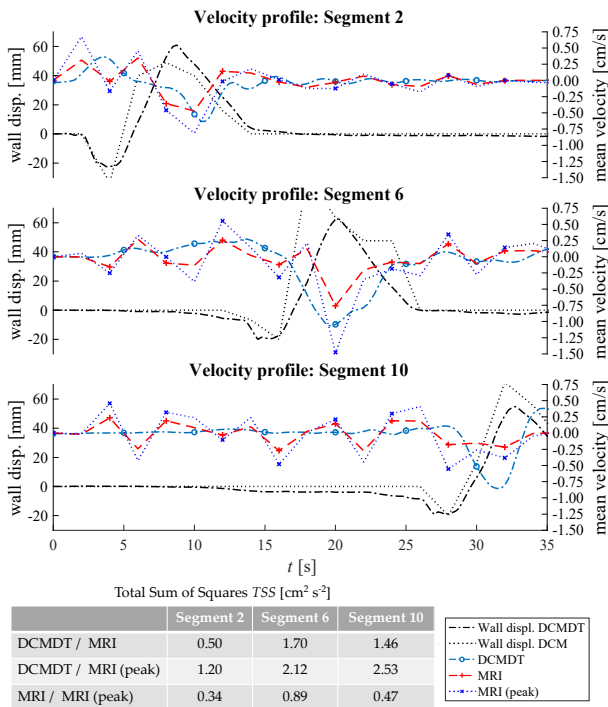 Velocity profile: Segment 2
wall disp. [mm]
60
40
20
0
-20
0.75
0.50
0.25
0.00
-0.25
-0.50
-0.75
-1.00
-1.25
-1.50
mean velocity [cm/s]
Velocity profile: Segment 6
wall disp. [mm]
60
40
20
0
-20
0.75
0.50
0.25
0.00
-0.25
-0.50
-0.75
-1.00
-1.25
-1.50
mean velocity [cm/s]
Velocity profile: Segment 10
wall disp. [mm]
60
40
20
0
-20
0.75
0.50
0.25
0.00
-0.25
-0.50
-0.75
-1.00
-1.25
-1.50
mean velocity [cm/s]
0 5 10 15 20 25 30 35
t [s]
Total Sum of Squares TSS [cm² s⁻²]
Segment 2 Segment 6 Segment 10
DCMDT / MRI 0.50 1.70 1.46
DCMDT / MRI (peak) 1.20 2.12 2.53
MRI / MRI (peak) 0.34 0.89 0.47
Wall displ. DCMDT
Wall displ. DCM
DCMDT
MRI
MRI (peak)